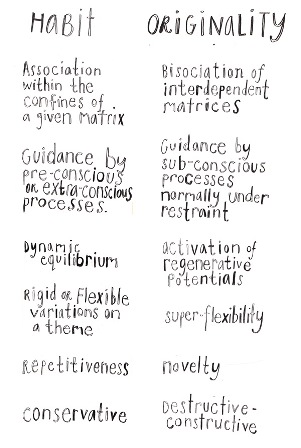 HABIT
ORIGINALITY
Association
within the
confines of
a given matrix
Bisociation of
interdependent
matrices
Guidance by
pre-conscious
or extra-conscious
processes.
Guidance by
sub-conscious
processes
normally under
restraint
Dynamic
equilibrium
activation of
regenerative
potentials
Rigid or Flexible
variations on
a theme
super-flexibility
Repetitiveness
novelty
conservative
Destructive-
constructive